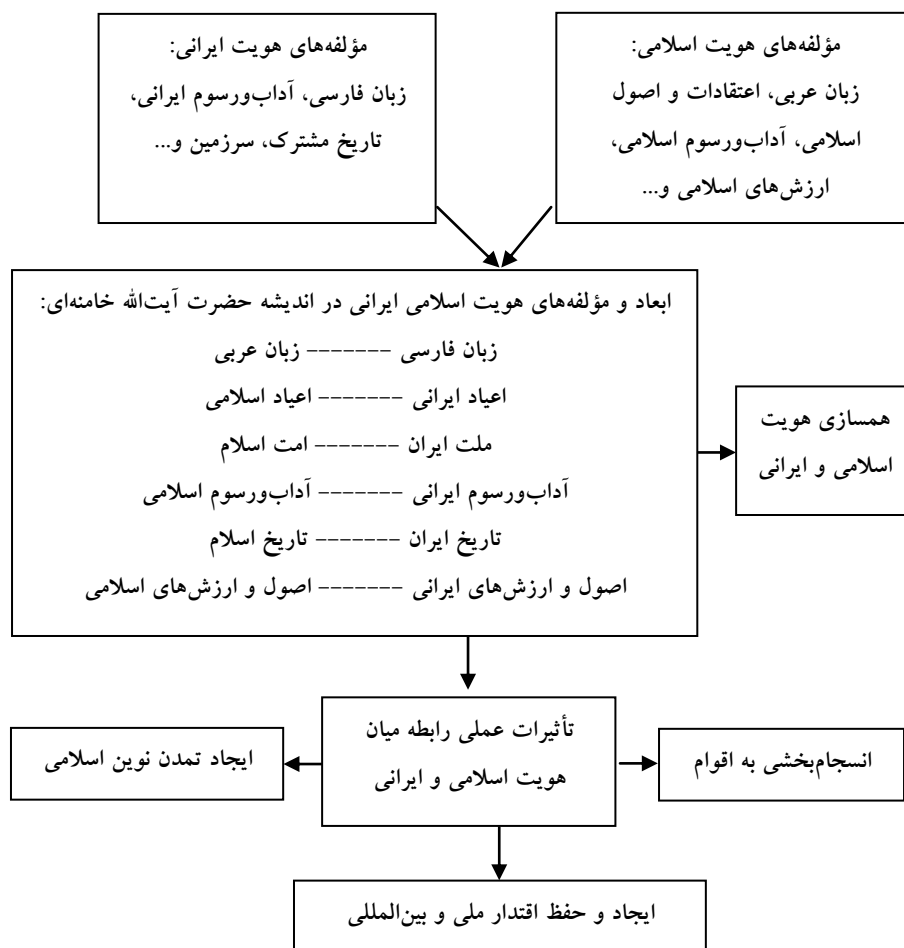 مؤلفه‌های هویت اسلامی:
زبان عربی، اعتقادات و اصول
اسلامی، آداب‌ورسوم اسلامی،
ارزش‌های اسلامی و...
مؤلفه‌های هویت ایرانی:
زبان فارسی، آداب‌ورسوم ایرانی،
تاریخ مشترک، سرزمین و...
ابعاد و مؤلفه‌های هویت اسلامی ایرانی در اندیشه حضرت آیت‌الله خامنه‌ای:
زبان فارسی ------- زبان عربی
اعیاد ایرانی ------- اعیاد اسلامی
ملت ایران ------- امت اسلام
آداب‌ورسوم ایرانی ------- آداب‌ورسوم اسلامی
تاریخ ایران ------- تاریخ اسلام
اصول و ارزش‌های ایرانی ------- اصول و ارزش‌های اسلامی
همسازی هویت
اسلامی و ایرانی
تأثیرات عملی رابطه میان
هویت اسلامی و ایرانی
انسجام‌بخشی به اقوام
ایجاد تمدن نوین اسلامی
ایجاد و حفظ اقتدار ملی و بین‌المللی